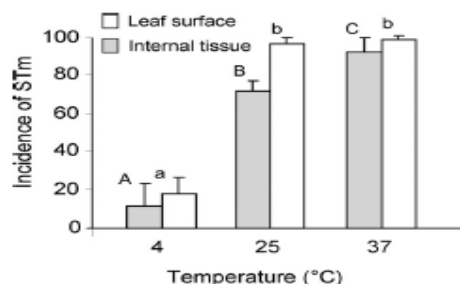 Leaf surface
Internal tissue
Incidence of STm
100
80
60
40
20
0
A
a
B
b
C
b
4
25
37
Temperature (°C)